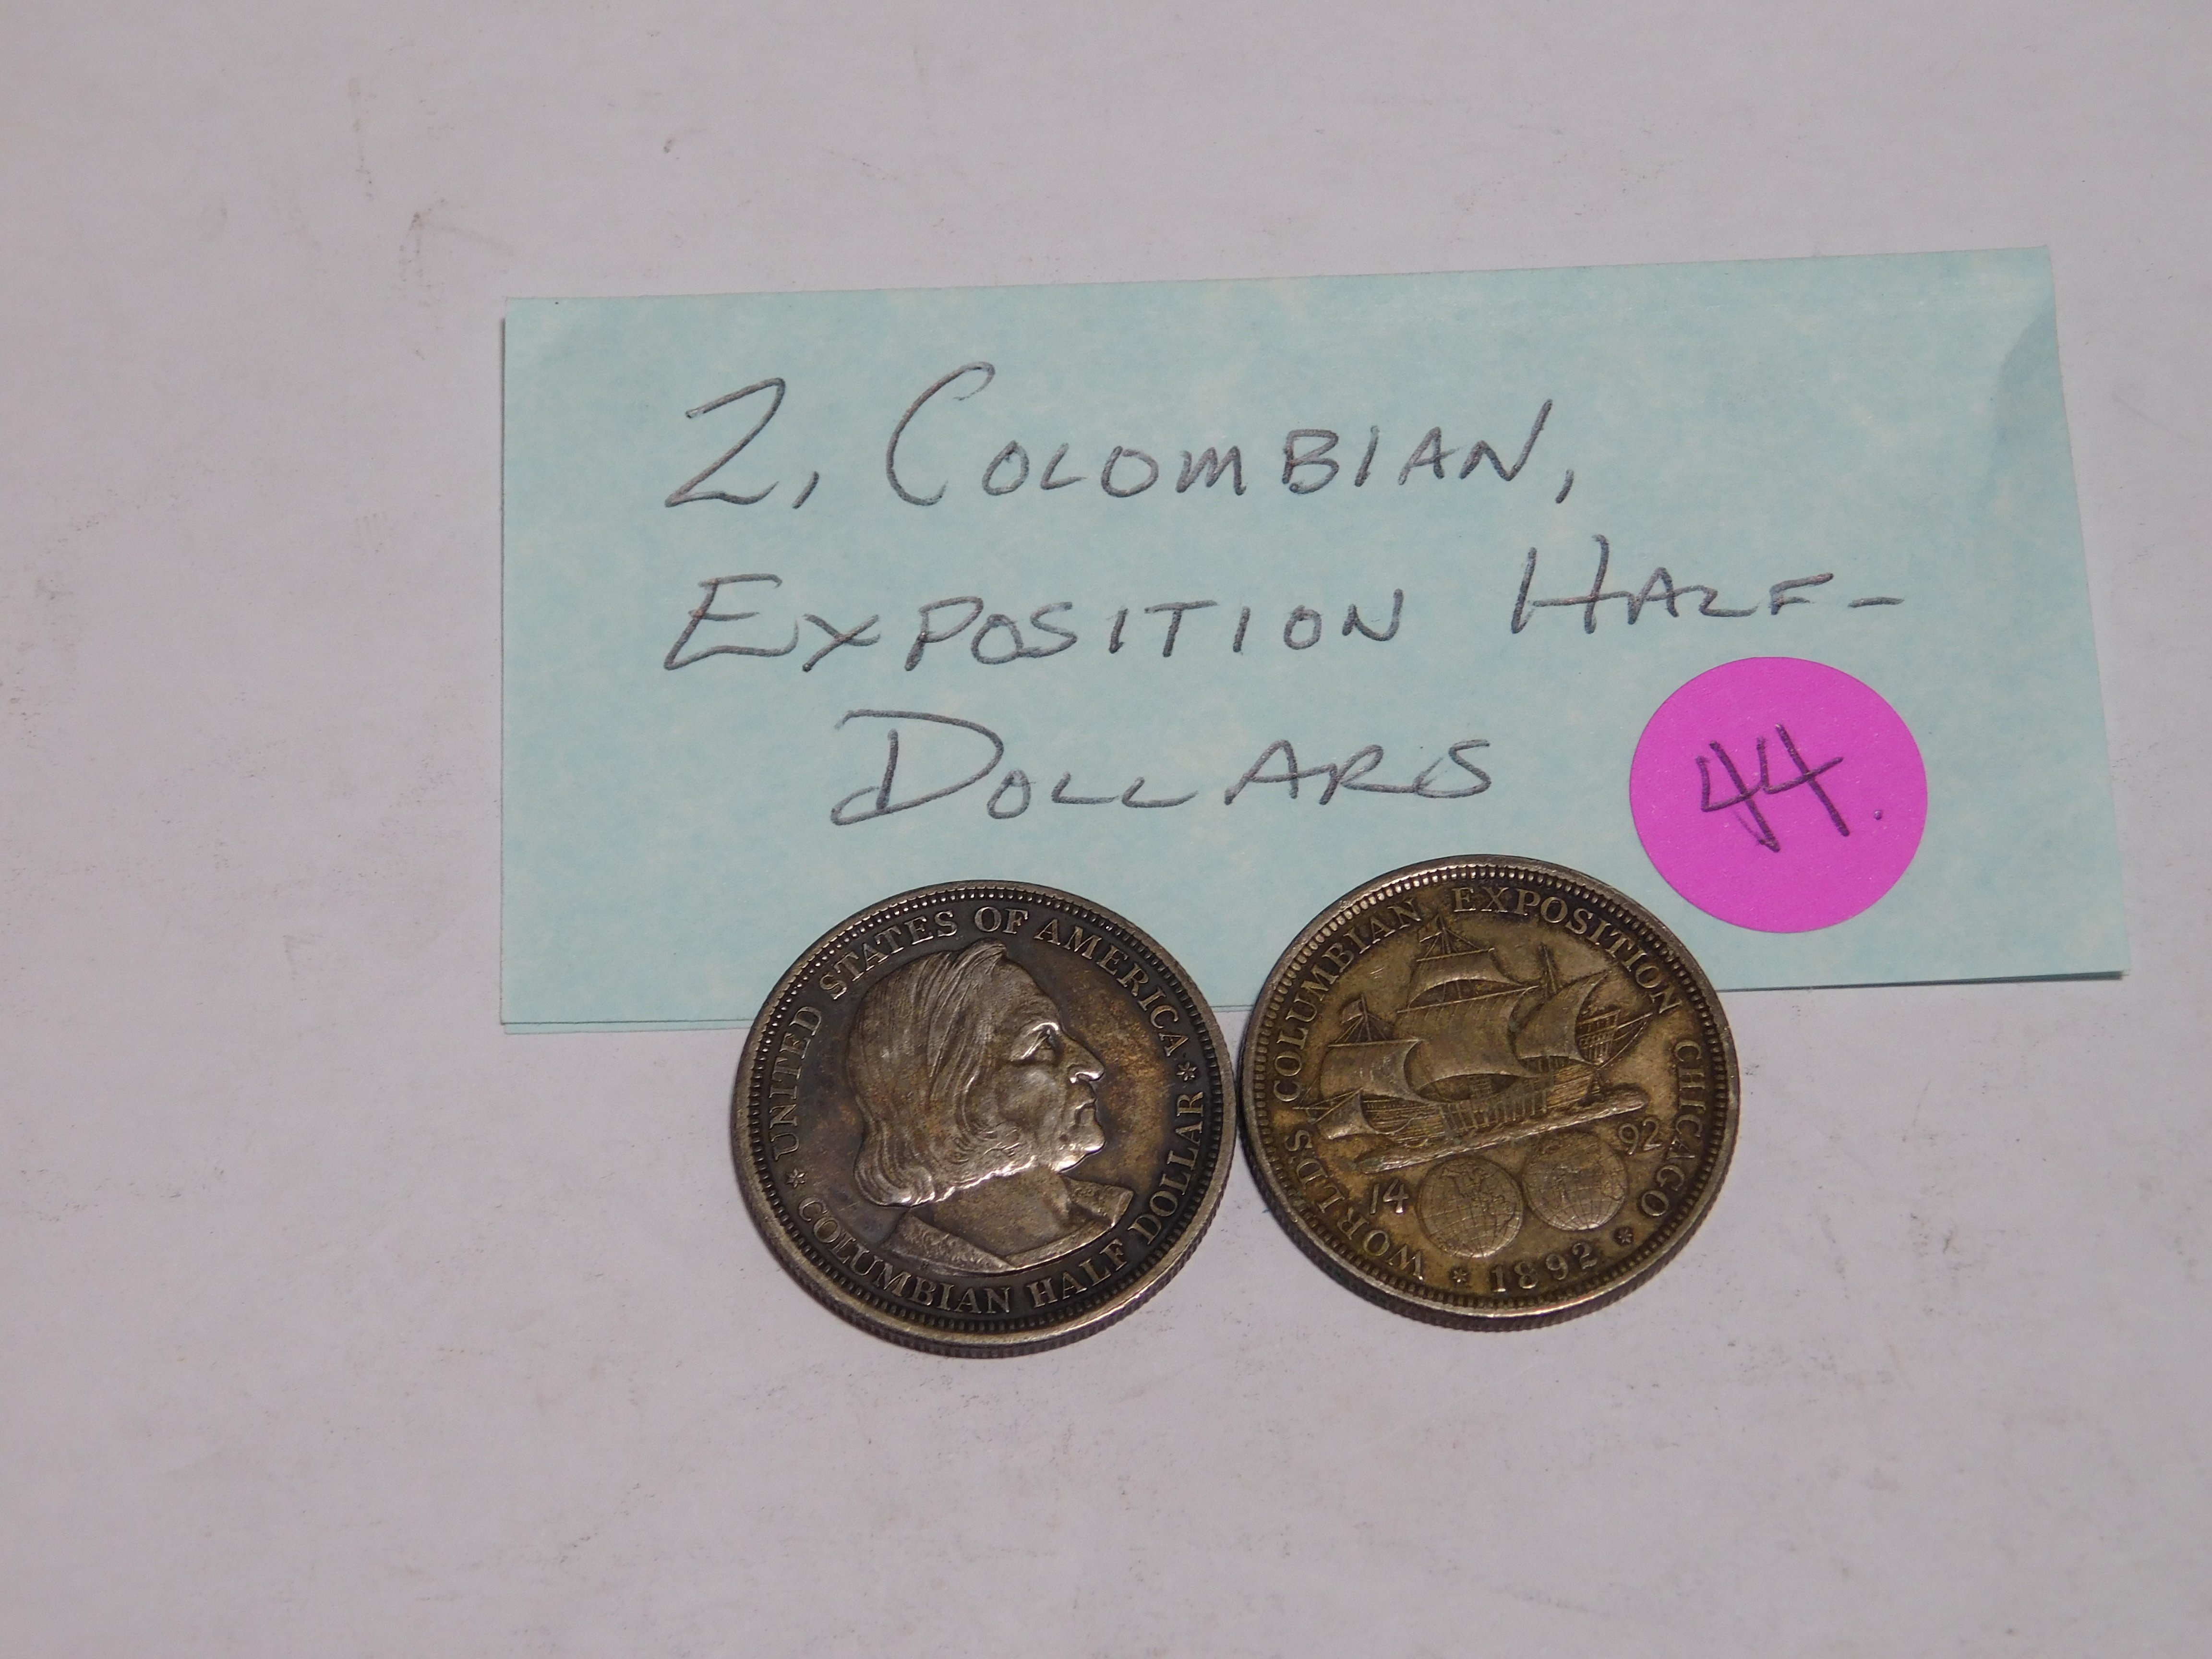 2, COLOMBIAN,
EXPOSITION HALF-
DOLLARS
44.
UNITED STATES OF AMERICA
* COLUMBIAN HALF DOLLAR *
WORLD'S COLUMBIAN EXPOSITION CHICAGO
14 92
* 1892 *